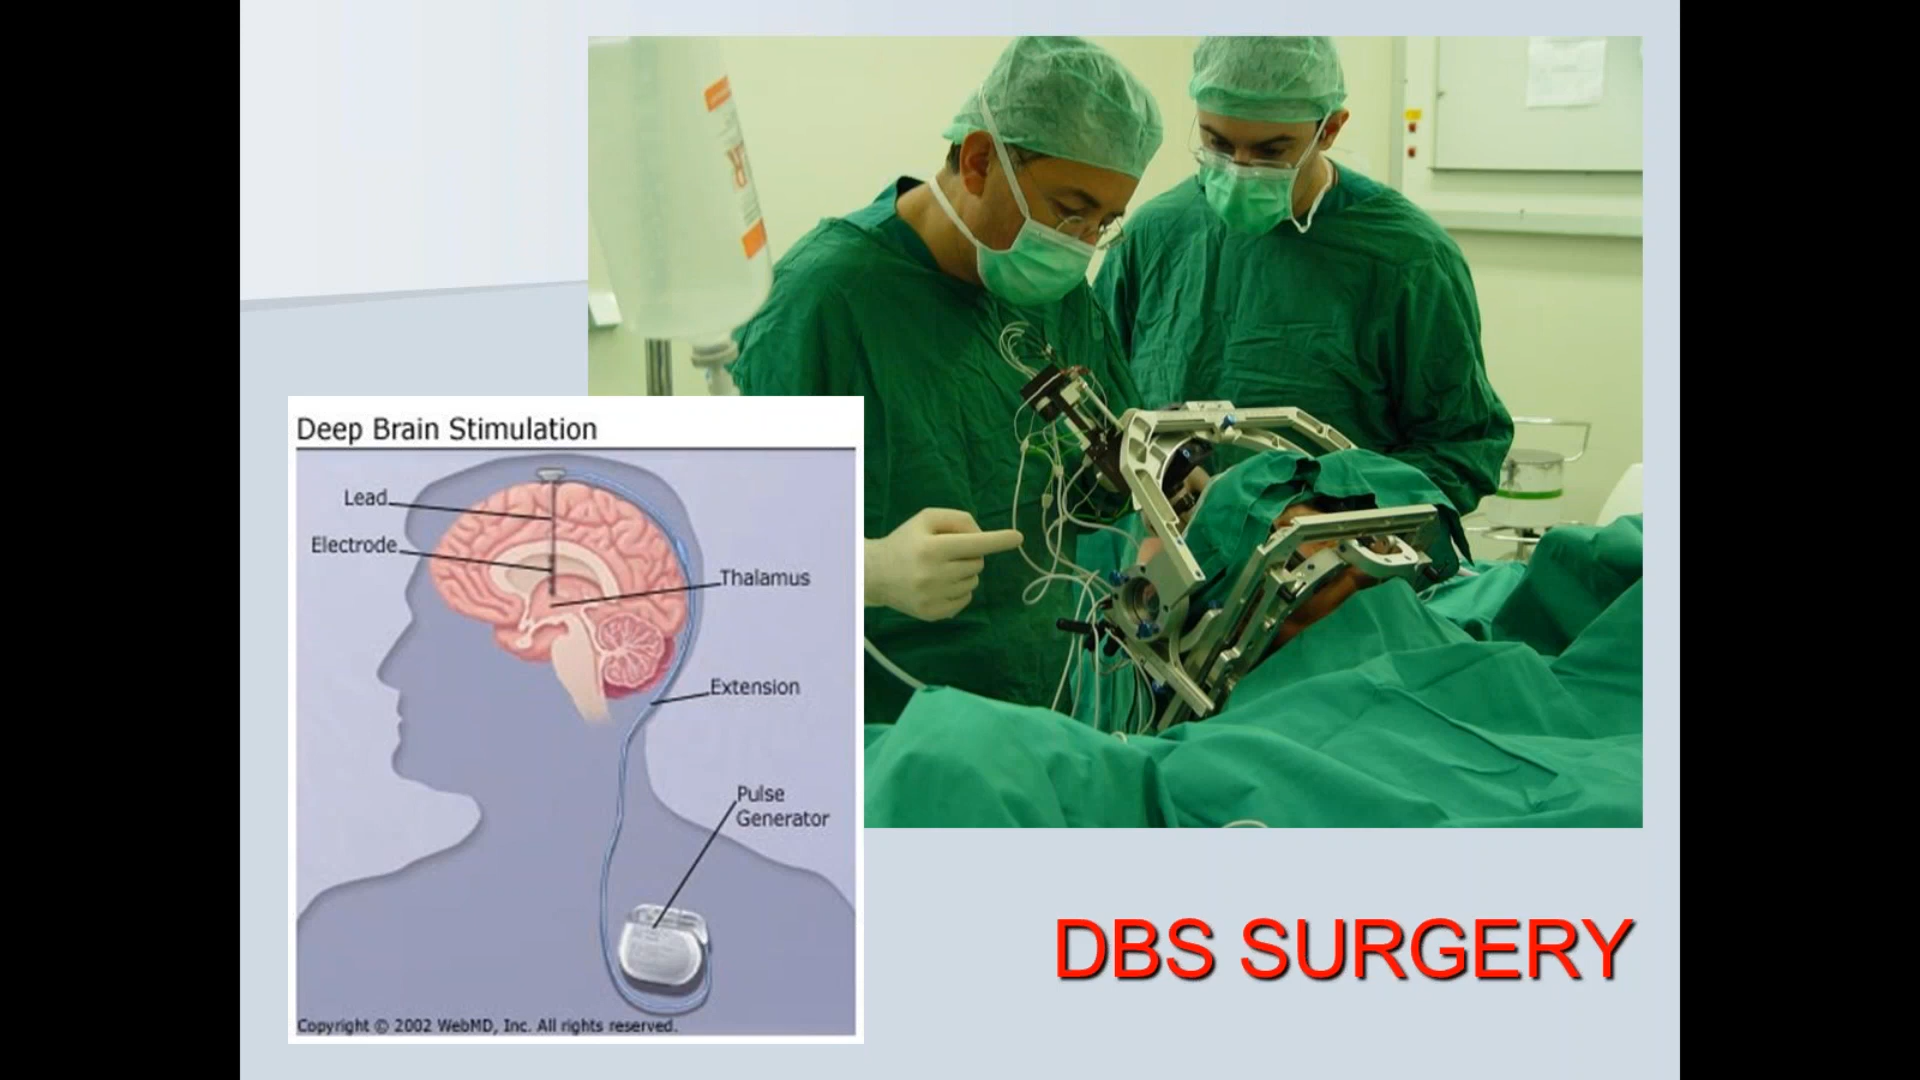 Deep Brain Stimulation
Lead
Electrode
Thalamus
Extension
Pulse
Generator
Copyright © 2002 WebMD, Inc. All rights reserved.
DBS SURGERY